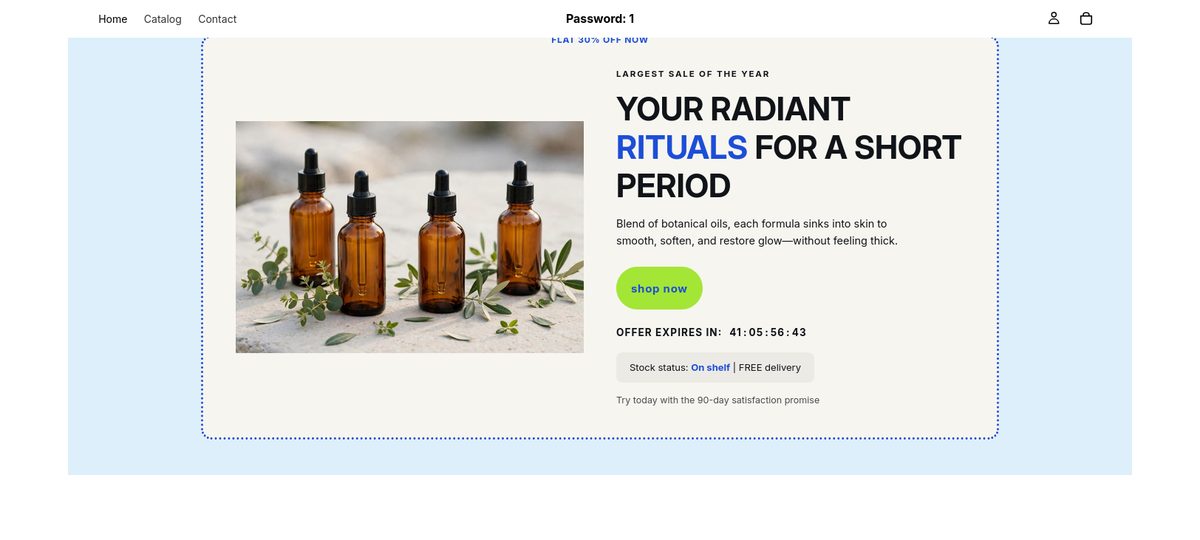 Home Catalog Contact
Password: 1
FLAT 30% OFF NOW
LARGEST SALE OF THE YEAR
YOUR RADIANT
RITUALS FOR A SHORT
PERIOD
Blend of botanical oils, each formula sinks into skin to
smooth, soften, and restore glow—without feeling thick.
shop now
OFFER EXPIRES IN: 41:05:56:43
Stock status: On shelf | FREE delivery
Try today with the 90-day satisfaction promise